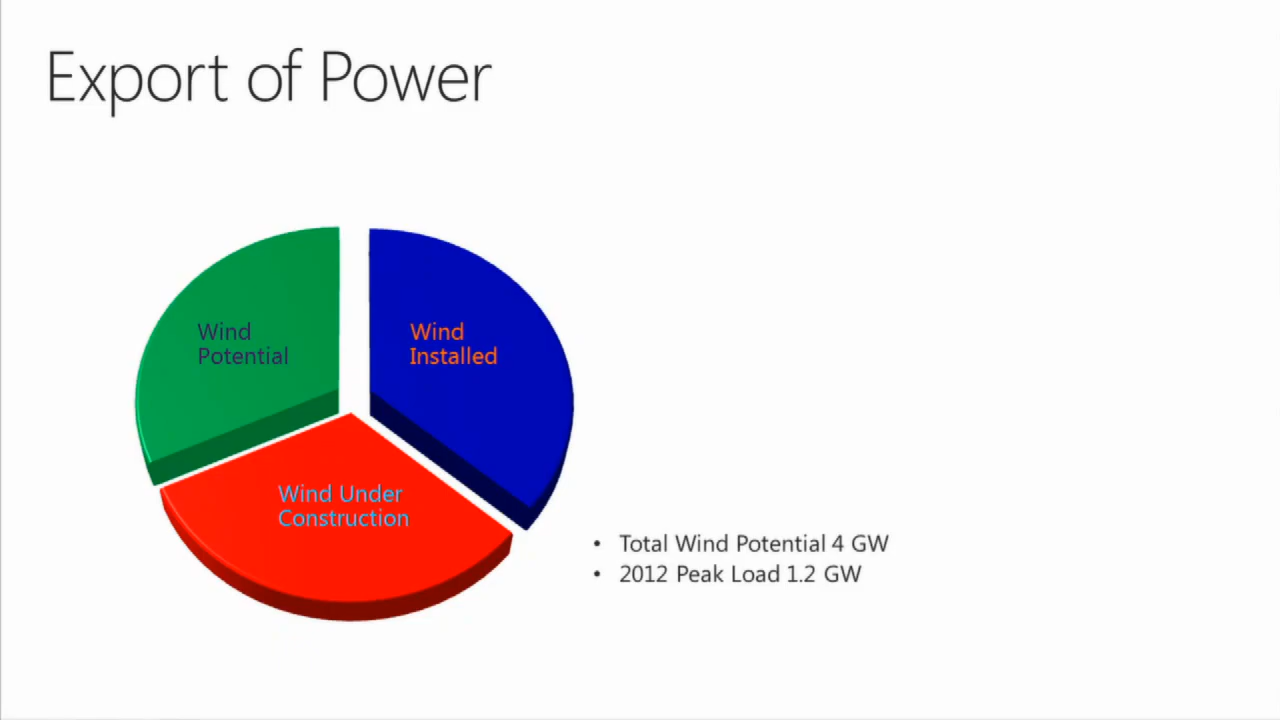 Export of Power
Wind
Potential
Wind
Installed
Wind Under
Construction
• Total Wind Potential 4 GW
• 2012 Peak Load 1.2 GW